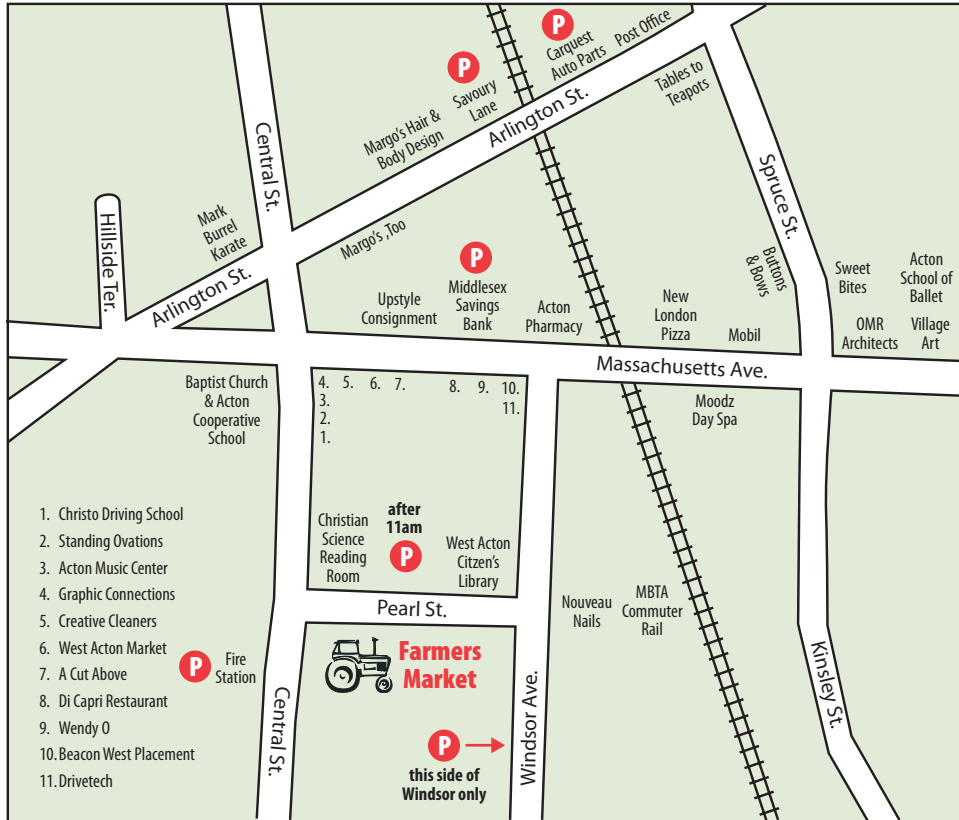 P
Carquest
Auto Parts
Post Office
P
Savoury
Lane
Margo's Hair &
Body Design
Arlington St.
Tables to
Teapots
Central St.
Spruce St.
Hillside Ter.
Mark
Burrel
Karate
Arlington St.
Margo's ,Too
P
Middlesex
Savings
Bank
Upstyle
Consignment
Acton
Pharmacy
New
London
Pizza
Mobil
Buttons
& Bows
Sweet
Bites
Acton
School of
Ballet
OMR
Architects
Village
Art
Massachusetts Ave.
Baptist Church
& Acton
Cooperative
School
4.
5.
6.
7.
8.
9.
10.
3.
11.
2.
1.
Moodz
Day Spa
Christian
Science
Reading
Room
after
11am
P
West Acton
Citzen's
Library
Pearl St.
Nouveau
Nails
MBTA
Commuter
Rail
Farmers
Market
P
this side of
Windsor only
Windsor Ave.
Kinsley St.
Central St.
P
Fire
Station
1. Christo Driving School
2. Standing Ovations
3. Acton Music Center
4. Graphic Connections
5. Creative Cleaners
6. West Acton Market
7. A Cut Above
8. Di Capri Restaurant
9. Wendy O
10. Beacon West Placement
11. Drivetech